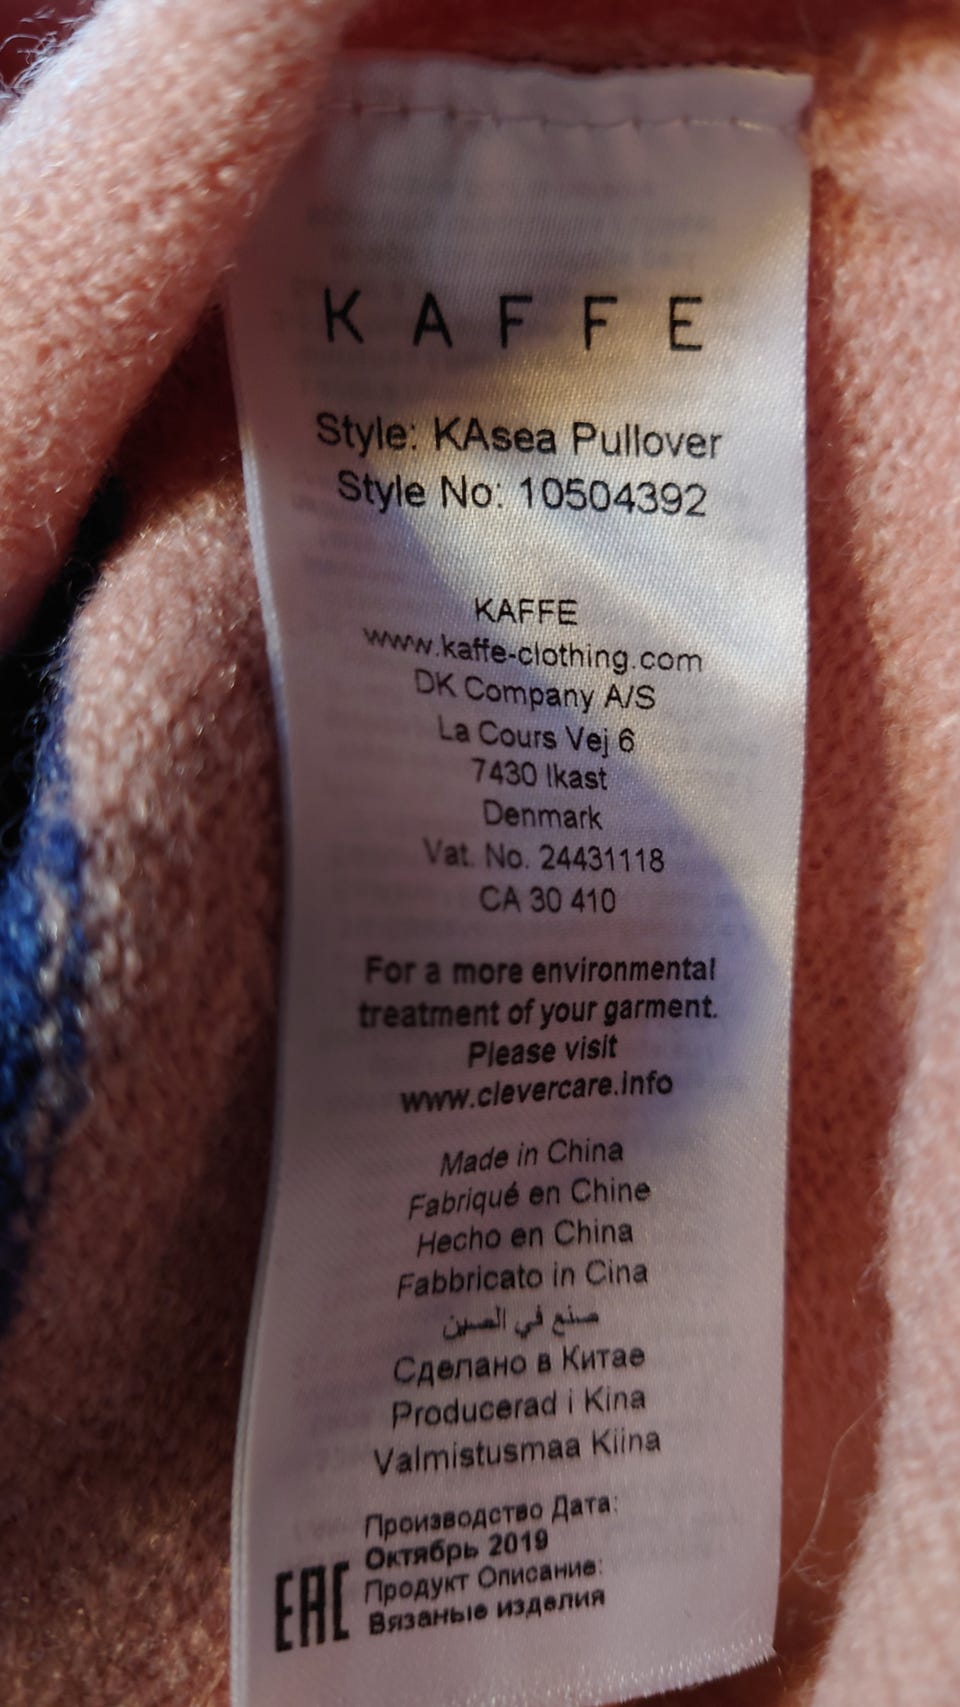 KAFFE
Style: KAsea Pullover
Style No: 10504392
KAFFE
www.kaffe-clothing.com
DK Company A/S
La Cours Vej 6
7430 Ikast
Denmark
Vat. No. 24431118
CA 30 410
For a more environmental
treatment of your garment.
Please visit
www.clevercare.info
Made in China
Fabriqué en Chine
Hecho en China
Fabbricato in Cina
صنع في الصين
Сделано в Китае
Producerad i Kina
Valmistusmaa Kiina
Производство Дата:
Октябрь 2019
Продукт Описание:
Вязаные изделия
EAC